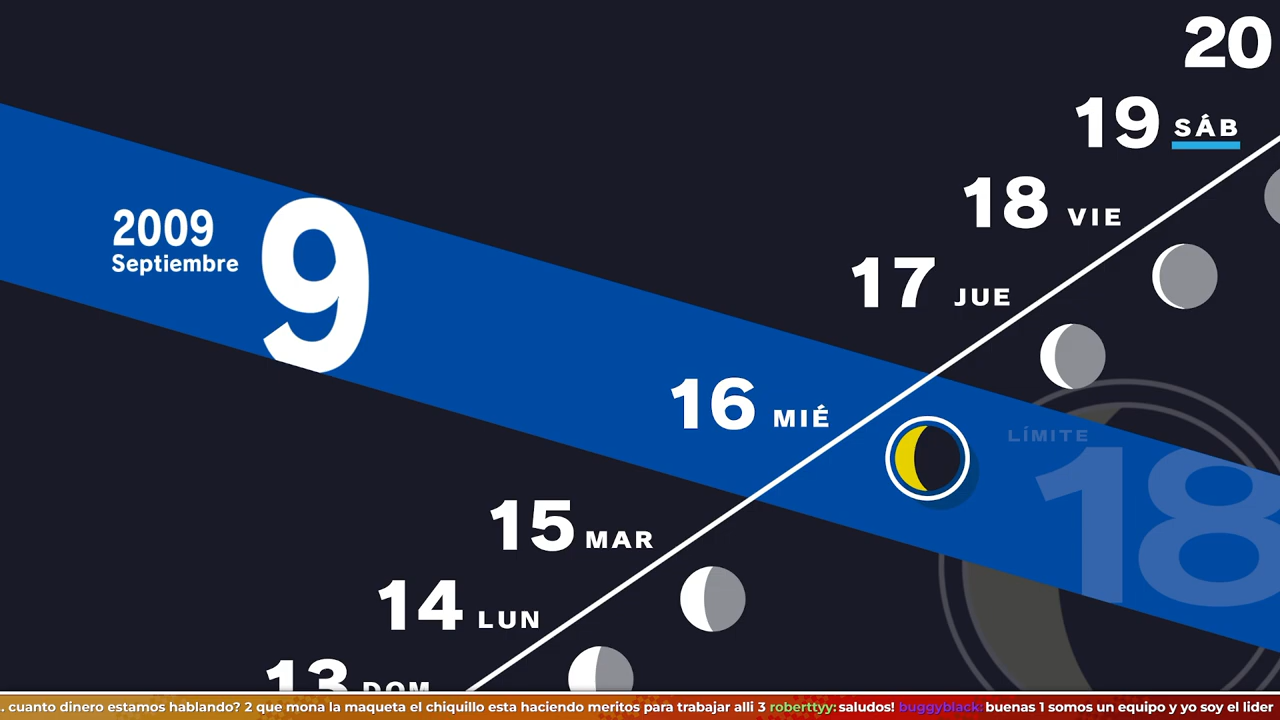 20
19 SÁB
18 VIE
2009
Septiembre
9
17 JUE
16 MIÉ
LÍMITE
18
15 MAR
14 LUN
13 DOM
. cuanto dinero estamos hablando? 2 que mona la maqueta el chiquillo esta haciendo meritos para trabajar alli 3 roberttyy: saludos! buggyblack: buenas 1 somos un equipo y yo soy el lider